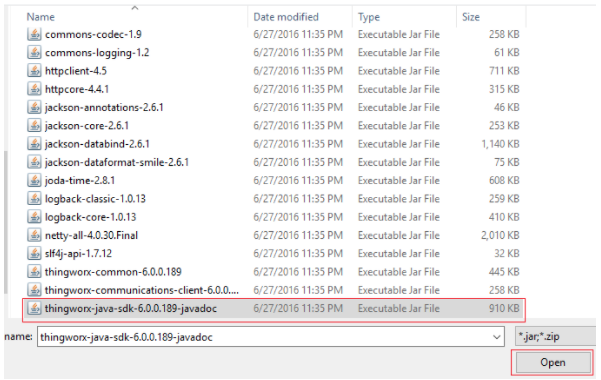 Name Date modified Type Size
commons-codec-1.9 6/27/2016 11:35 PM Executable Jar File 258 KB
commons-logging-1.2 6/27/2016 11:35 PM Executable Jar File 61 KB
httpclient-4.5 6/27/2016 11:35 PM Executable Jar File 711 KB
httpcore-4.4.1 6/27/2016 11:35 PM Executable Jar File 315 KB
jackson-annotations-2.6.1 6/27/2016 11:35 PM Executable Jar File 46 KB
jackson-core-2.6.1 6/27/2016 11:35 PM Executable Jar File 253 KB
jackson-databind-2.6.1 6/27/2016 11:35 PM Executable Jar File 1,140 KB
jackson-dataformat-smile-2.6.1 6/27/2016 11:35 PM Executable Jar File 75 KB
joda-time-2.8.1 6/27/2016 11:35 PM Executable Jar File 608 KB
logback-classic-1.0.13 6/27/2016 11:35 PM Executable Jar File 259 KB
logback-core-1.0.13 6/27/2016 11:35 PM Executable Jar File 410 KB
netty-all-4.0.30.Final 6/27/2016 11:35 PM Executable Jar File 2,010 KB
slf4j-api-1.7.12 6/27/2016 11:35 PM Executable Jar File 32 KB
thingworx-common-6.0.0.189 6/27/2016 11:35 PM Executable Jar File 445 KB
thingworx-communications-client-6.0.0.... 6/27/2016 11:35 PM Executable Jar File 258 KB
thingworx-java-sdk-6.0.0.189-javadoc 6/27/2016 11:35 PM Executable Jar File 910 KB
name: thingworx-java-sdk-6.0.0.189-javadoc *.jar;*.zip
Open